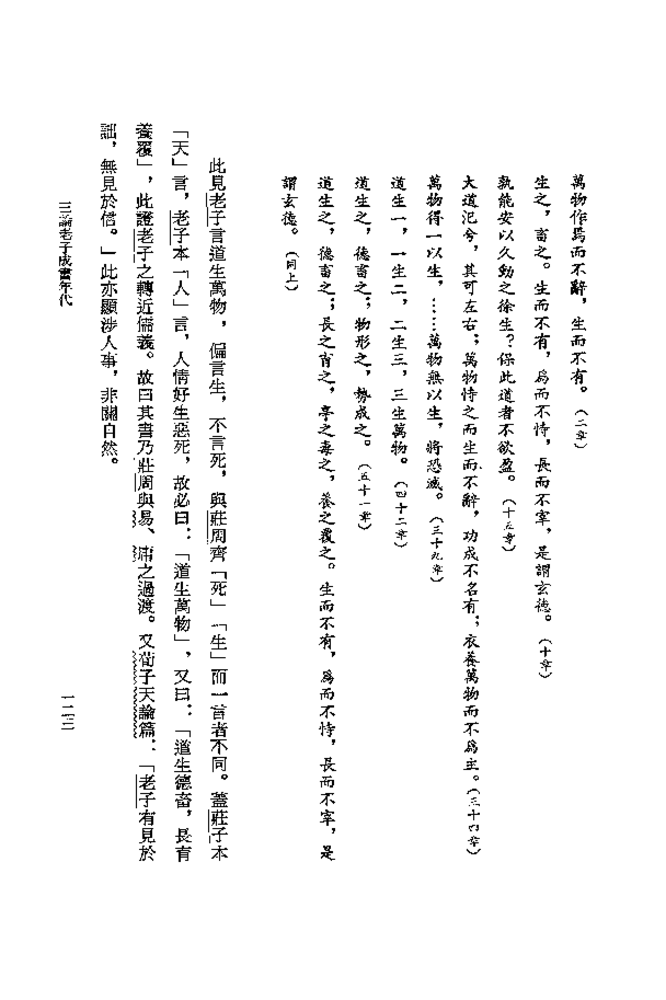 萬物作焉而不辭，生而不有。（二章）
生之，畜之。生而不有，爲而不恃，長而不宰，是謂玄德。（十章）
孰能安以久動之徐生？保此道者不欲盈。（十五章）
大道氾兮，其可左右；萬物恃之而生而不辭，功成不名有；衣養萬物而不爲主。（三十四章）
萬物得一以生，……萬物無以生，將恐滅。（三十九章）
道生一，一生二，二生三，三生萬物。（四十二章）
道生之，德畜之；物形之，勢成之。（五十一章）
道生之，德畜之；長之育之，亭之毒之，養之覆之。生而不有，爲而不恃，長而不宰，是
謂玄德。（同上）
此見老子言道生萬物，偏言生，不言死，與莊周齊「死」「生」而一言者不同。蓋莊子本
「天」言，老子本「人」言，人情好生惡死，故必曰：「道生萬物」，又曰：「道生德畜，長育
養覆」，此證老子之轉近儒義。故曰其書乃莊周與易、庸之過渡。又荀子天論篇：「老子有見於
詘，無見於信。」此亦顯涉人事，非關自然。
三論老子成書年代
一二三